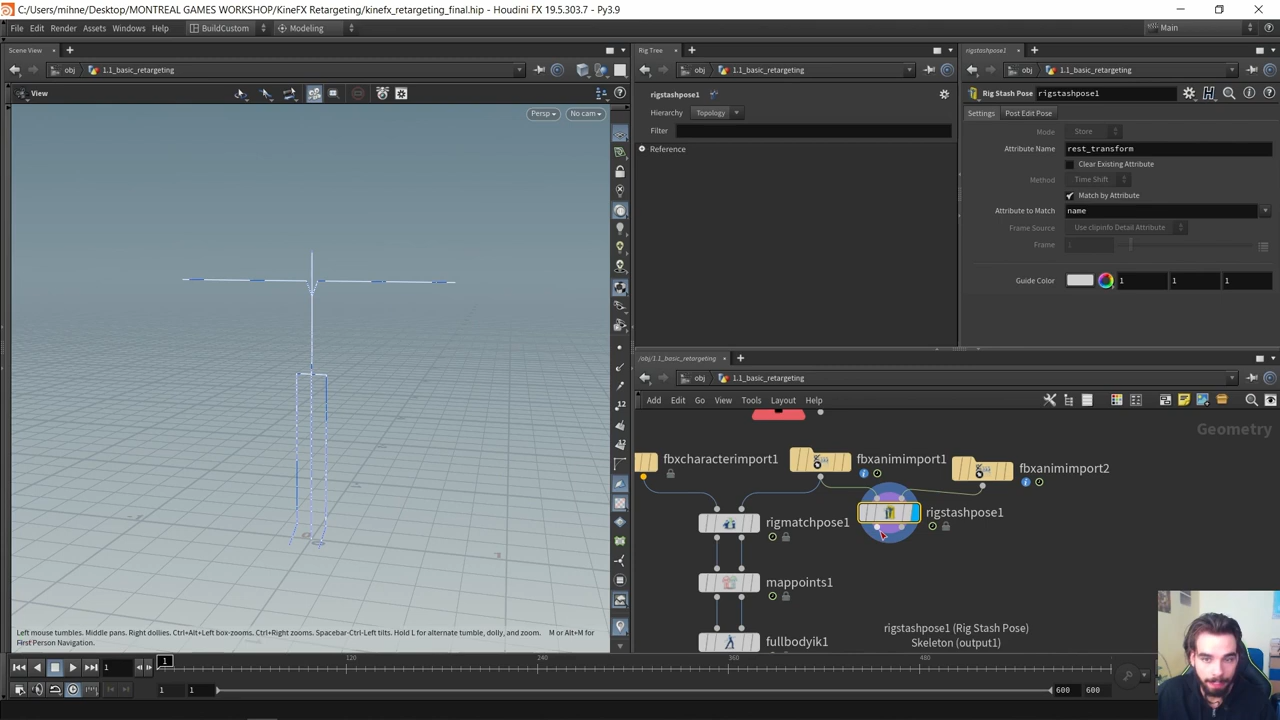 C:/Users/mihne/Desktop/MONTREAL GAMES WORKSHOP/KineFX Retargeting/kinefx_retargeting_final.hip - Houdini FX 19.5.303.7 - Py3.9
File Edit Render Assets Windows Help BuildCustom Modeling Main
Scene View
obj 1.1_basic_retargeting
View
Persp No cam
Left mouse tumbles. Middle pans. Right dollies. Ctrl+Alt+Left box-zooms. Ctrl+Right zooms. Spacebar-Ctrl-Left tilts. Hold L for alternate tumble, dolly, and zoom. M or Alt+M for
First Person Navigation.
Rig Tree
obj 1.1_basic_retargeting
rigstashpose1
Hierarchy Topology
Filter
Reference
rigstashpose1
obj 1.1_basic_retargeting
Rig Stash Pose rigstashpose1
Settings Post Edit Pose
Mode Store
Attribute Name rest_transform
Clear Existing Attribute
Method Time Shift
Match by Attribute
Attribute to Match name
Frame Source Use clipinfo Detail Attribute
Frame 1
Guide Color 1 1 1
/obj/1.1_basic_retargeting
obj 1.1_basic_retargeting
Add Edit Go View Tools Layout Help
Geometry
fbxcharacterimport1 fbxanimimport1 fbxanimimport2
rigmatchpose1 rigstashpose1
mappoints1
rigstashpose1 (Rig Stash Pose)
Skeleton (output1)
fullbodyik1
1 1 120 240 360 480
1 1 600 600